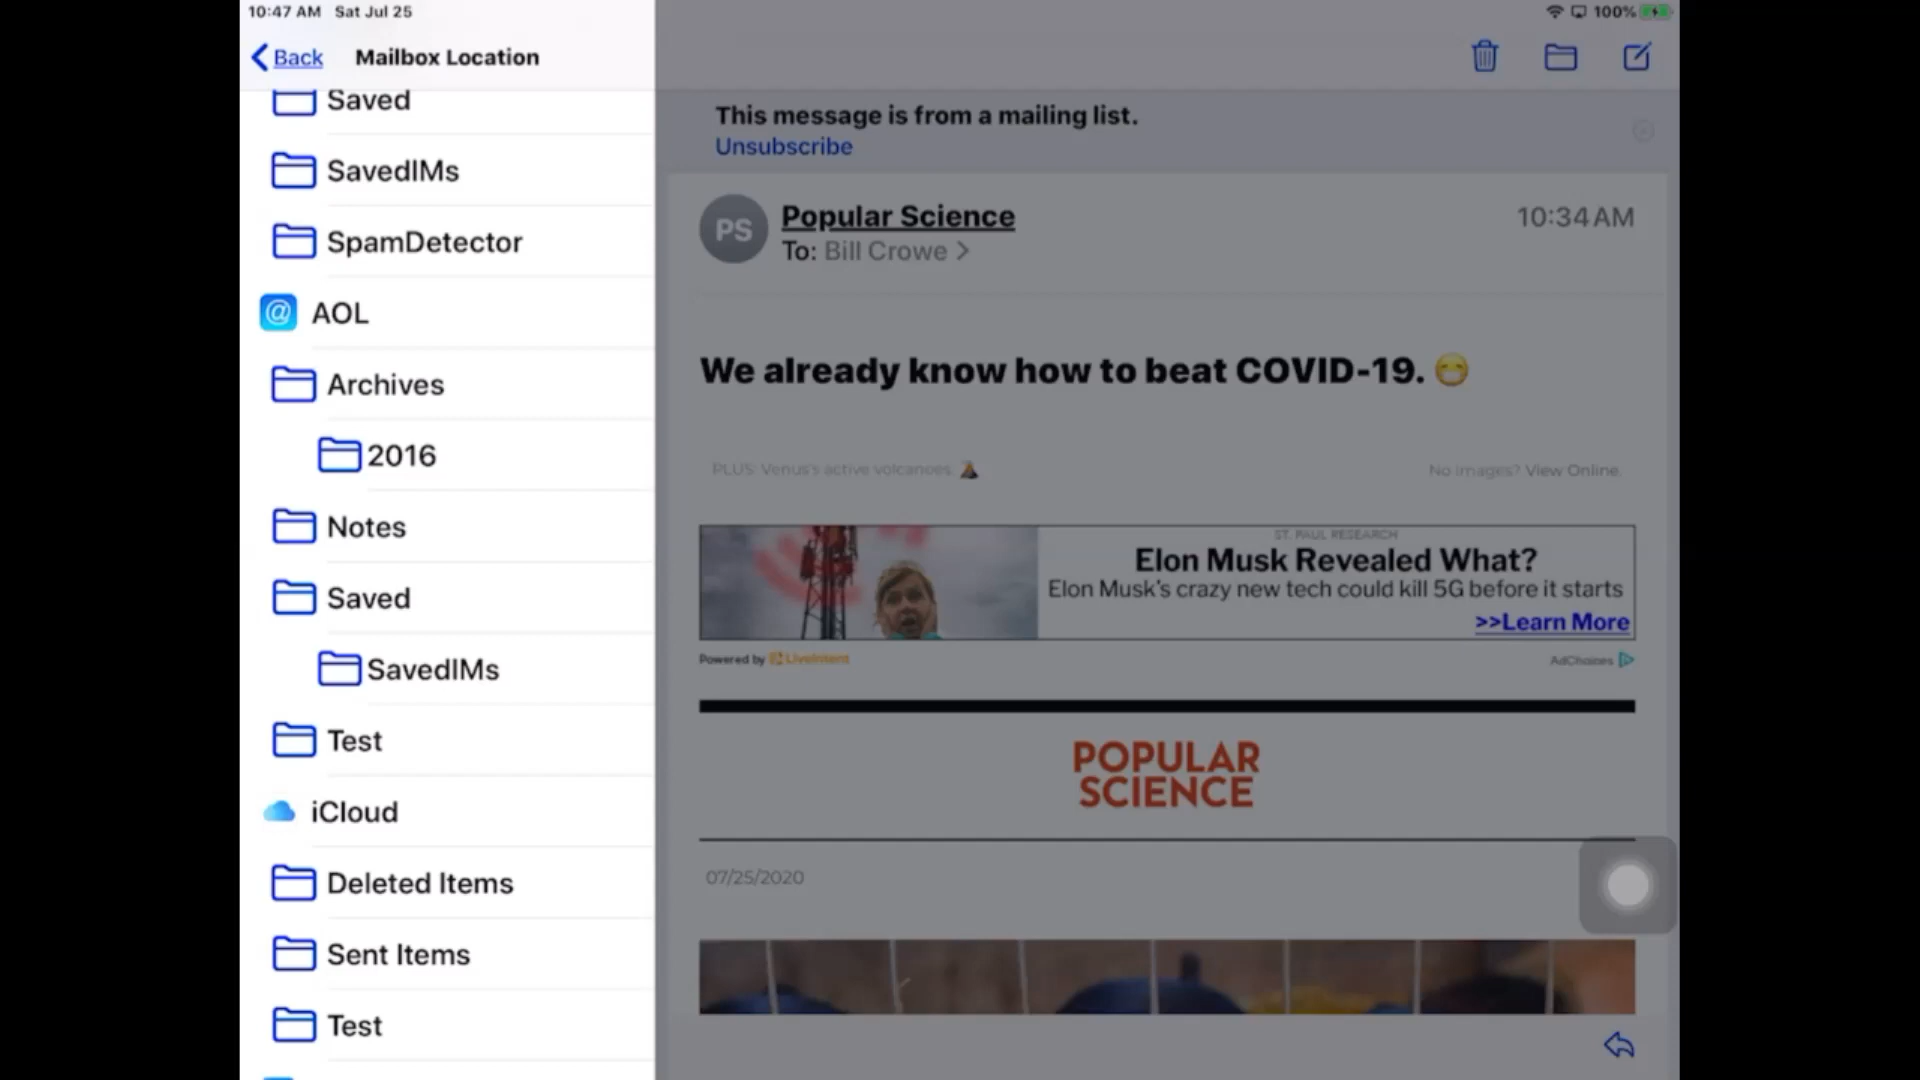 10:47 AM Sat Jul 25
100%
Back
Mailbox Location
Saved
SavedIMs
SpamDetector
AOL
Archives
2016
Notes
Saved
SavedIMs
Test
iCloud
Deleted Items
Sent Items
Test
This message is from a mailing list.
Unsubscribe
PS
Popular Science
10:34 AM
To: Bill Crowe >
We already know how to beat COVID-19. 😷
PLUS: Venus's active volcanoes. 🌋
No images? View Online.
ST. PAUL RESEARCH
Elon Musk Revealed What?
Elon Musk's crazy new tech could kill 5G before it starts
>>Learn More
Powered by LiveIntent
AdChoices
POPULAR
SCIENCE
07/25/2020